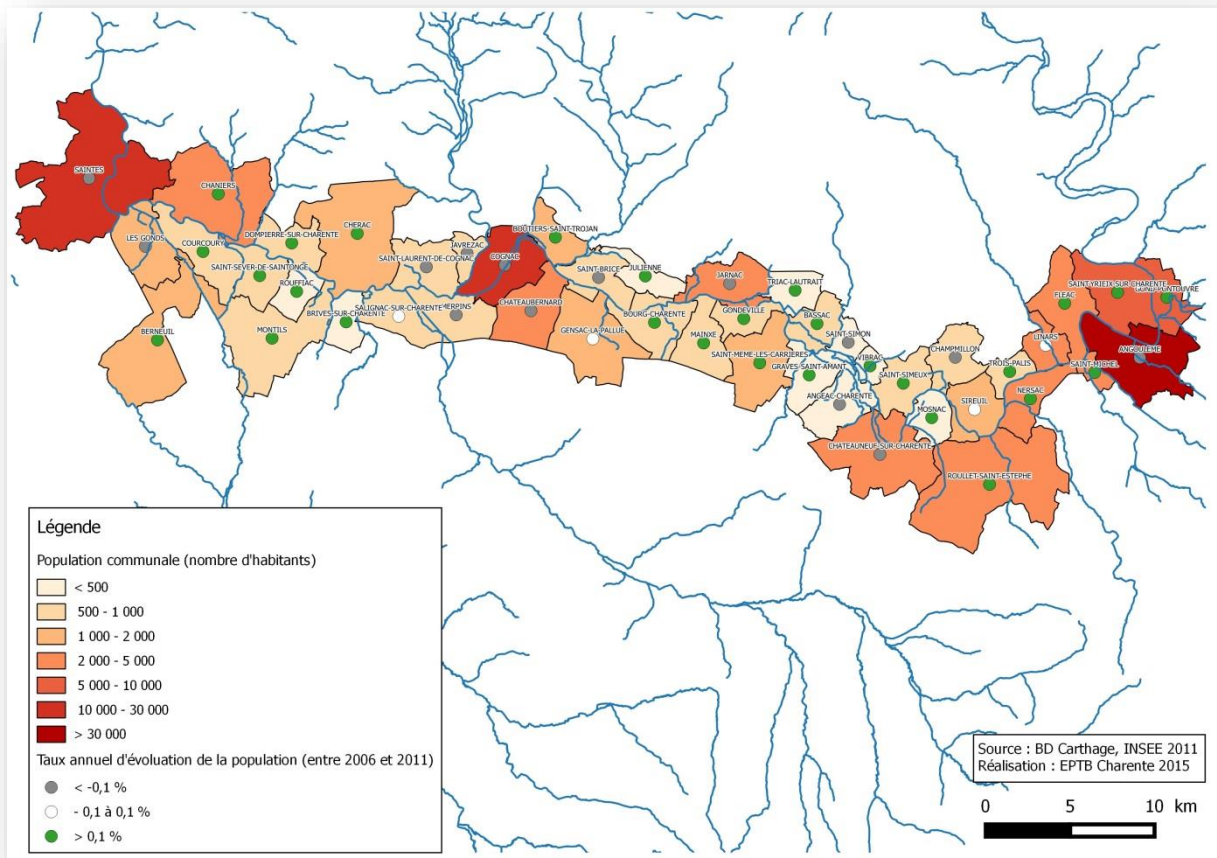 SAINTES
CHANIERS
LES GONDS
COURCOURY
DOMPIERRE-SUR-CHARENTE
CHERAC
SAINT-SEVER-DE-SAINTONGE
ROUFFIAC
BERNEUIL
MONTILS
BRIVES-SUR-CHARENTE
SALIGNAC-SUR-CHARENTE
MERPINS
SAINT-LAURENT-DE-COGNAC
JAVREZAC
COGNAC
BOUTIERS-SAINT-TROJAN
CHATEAUBERNARD
SAINT-BRICE
JULIENNE
GENSAC-LA-PALLUE
BOURG-CHARENTE
JARNAC
MAINXE
GONDEVILLE
TRIAC-LAUTRAIT
BASSAC
SAINT-MEME-LES-CARRIERES
GRAVES-SAINT-AMANT
SAINT-SIMON
VIBRAC
ANGEAC-CHARENTE
SAINT-SIMEUX
CHAMPMILLON
TROIS-PALIS
MOSNAC
SIREUIL
NERSAC
CHATEAUNEUF-SUR-CHARENTE
ROULLET-SAINT-ESTEPHE
LINARS
FLEAC
SAINT-YRIEIX-SUR-CHARENTE
ANGOULEME
SAINT-MICHEL
Légende
Population communale (nombre d'habitants)
< 500
500 - 1 000
1 000 - 2 000
2 000 - 5 000
5 000 - 10 000
10 000 - 30 000
> 30 000
Taux annuel d'évoluation de la population (entre 2006 et 2011)
< -0,1 %
- 0,1 à 0,1 %
> 0,1 %
Source : BD Carthage, INSEE 2011
Réalisation : EPTB Charente 2015
0 5 10 km